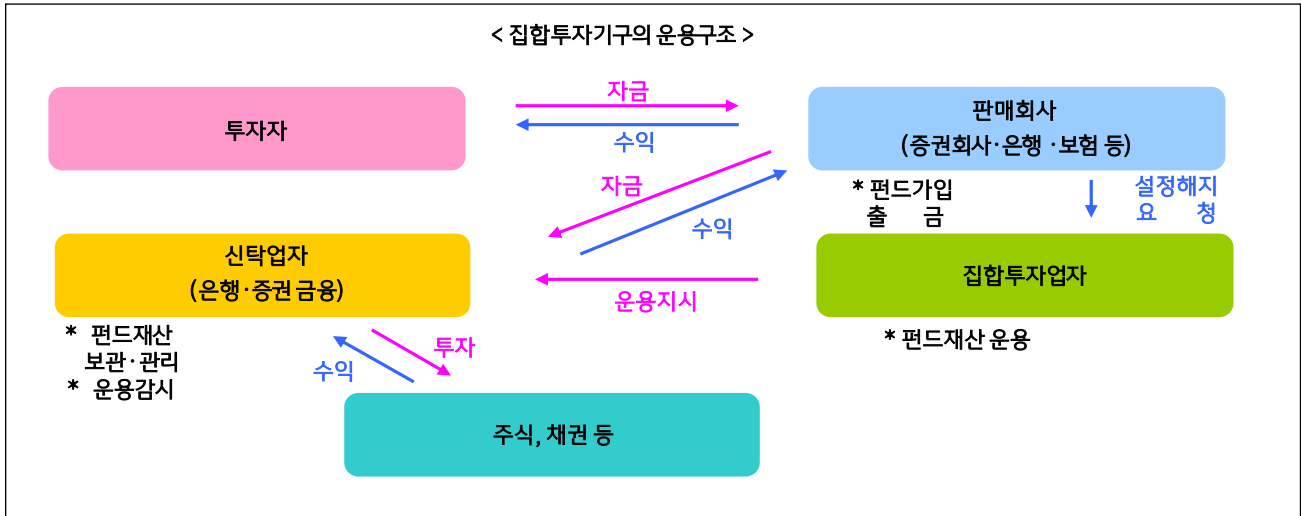 < 집합투자기구의 운용구조 >
투자자
자금
수익
판매회사
(증권회사·은행 ·보험 등)
자금
수익
* 펀드가입
출 금
설정해지
요 청
신탁업자
(은행·증권 금융)
운용지시
집합투자업자
* 펀드재산
보관·관리
* 운용감시
수익
투자
* 펀드재산 운용
주식, 채권 등